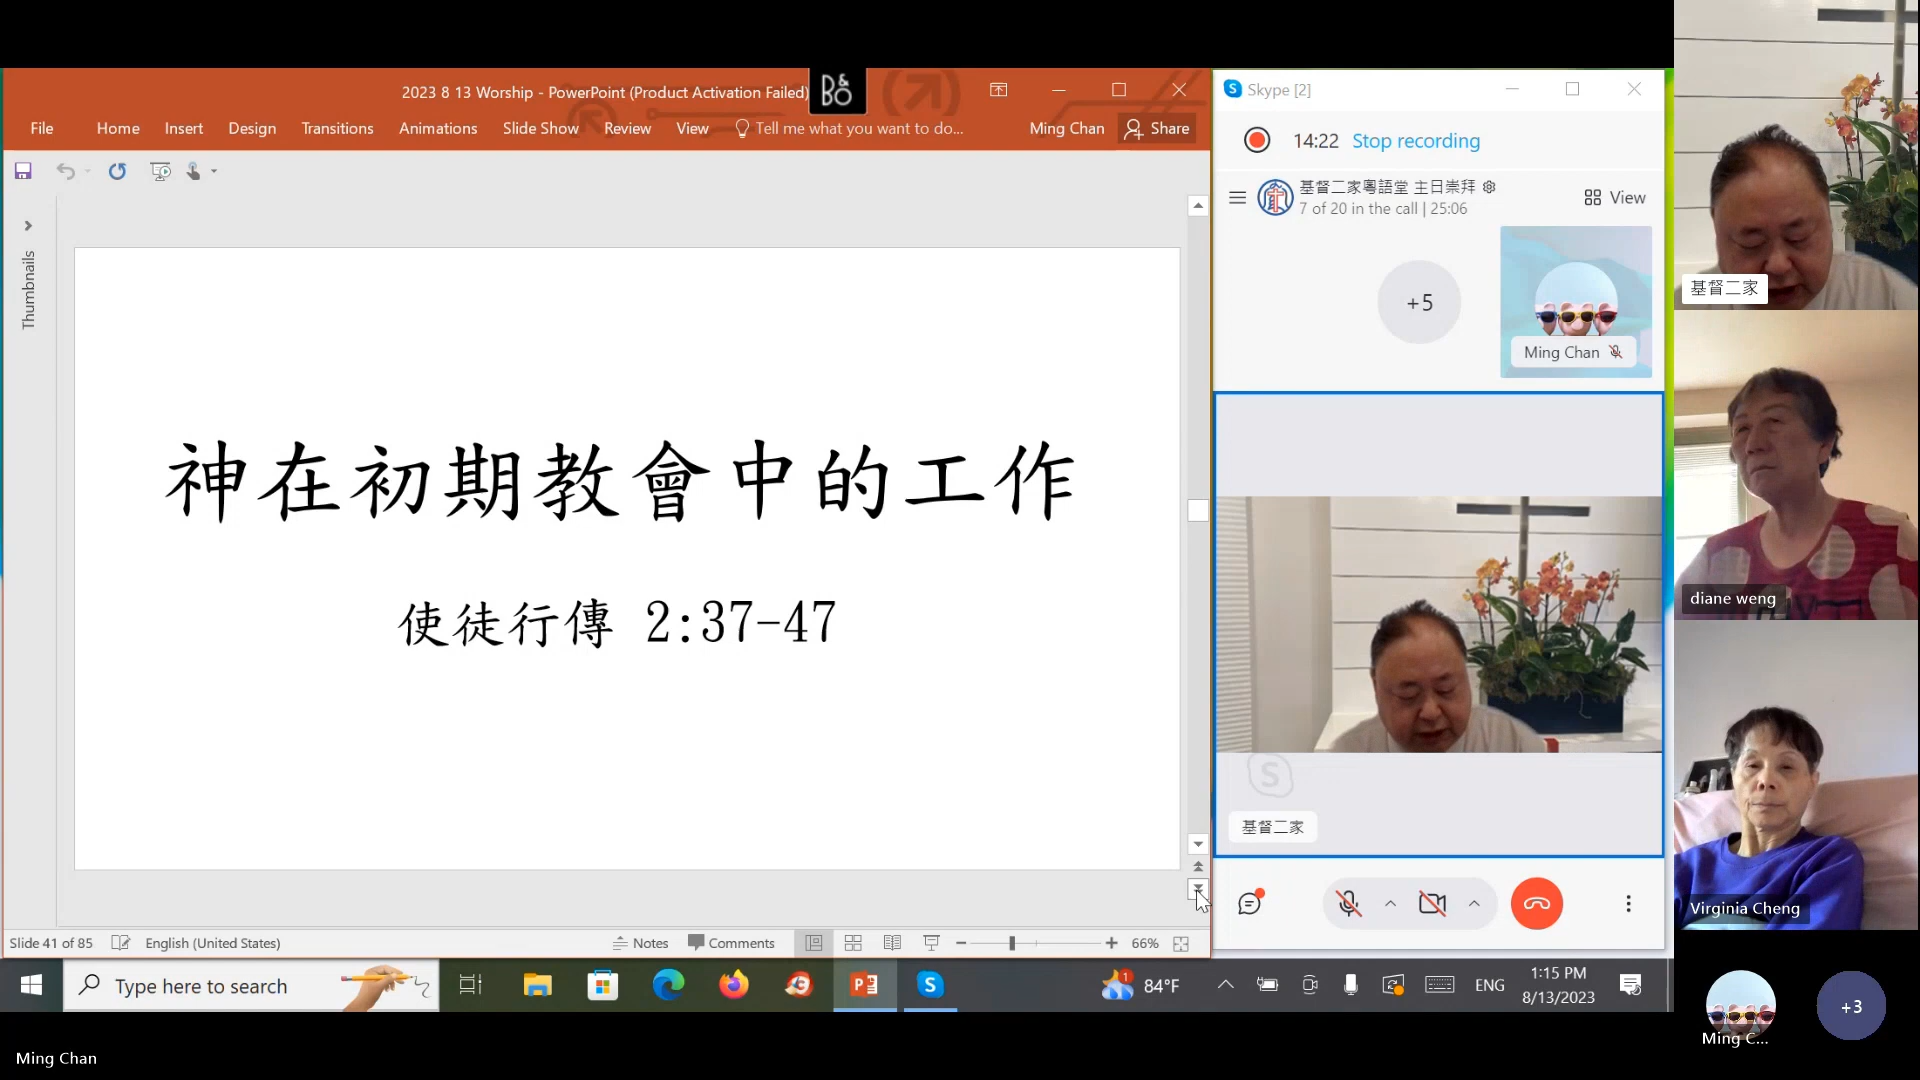 2023 8 13 Worship - PowerPoint (Product Activation Failed)
B&O
File Home Insert Design Transitions Animations Slide Show Review View Tell me what you want to do... Ming Chan Share
Thumbnails
神在初期教會中的工作
使徒行傳 2:37-47
Slide 41 of 85 English (United States) Notes Comments 66%
Skype [2]
14:22 Stop recording
基督二家粵語堂 主日崇拜
7 of 20 in the call | 25:06
View
+5
Ming Chan
基督二家
基督二家
diane weng
Virginia Cheng
Ming C...
+3
Type here to search
1
84°F
ENG
1:15 PM
8/13/2023
Ming Chan